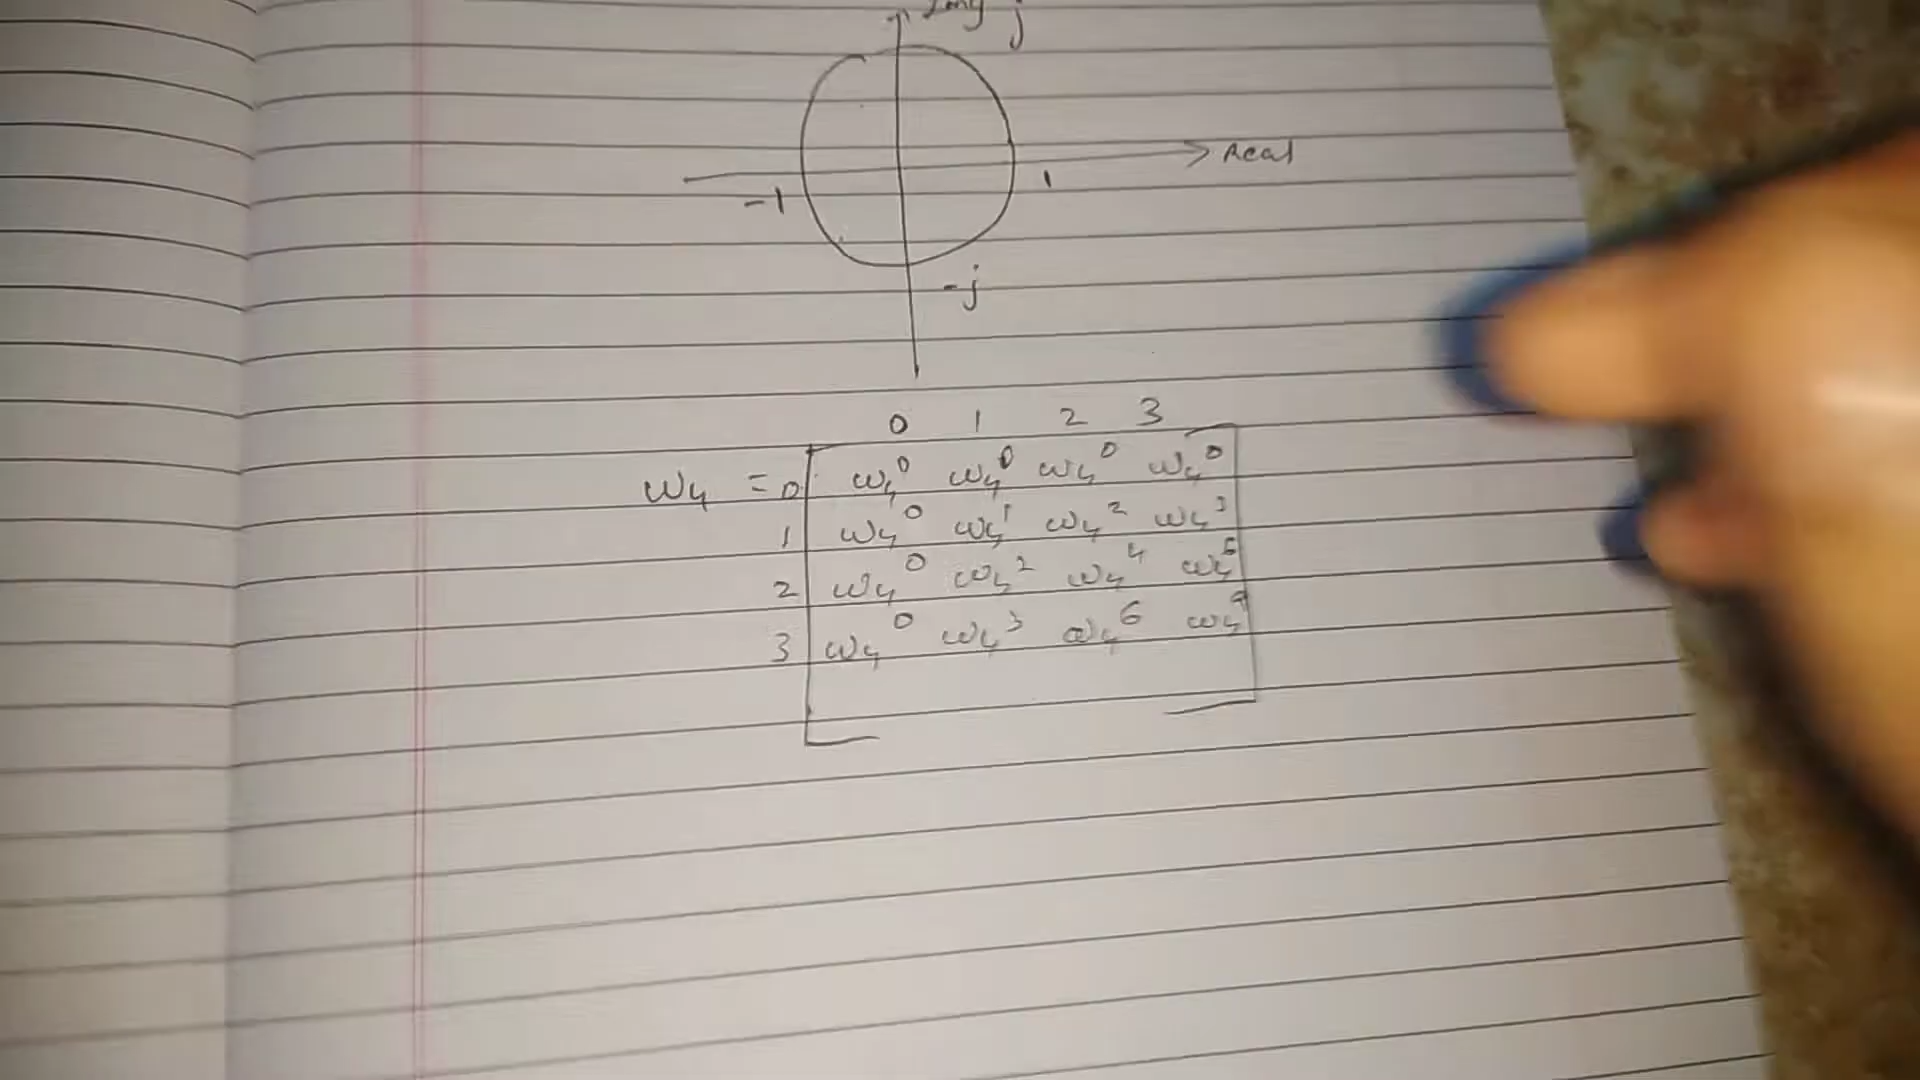 Img j
Real
-1 1
-j
0 1 2 3
W4 = 0 W4^0 W4^0 W4^0 W4^0
1 W4^0 W4^1 W4^2 W4^3
2 W4^0 W4^2 W4^4 W4^6
3 W4^0 W4^3 W4^6 W4^9